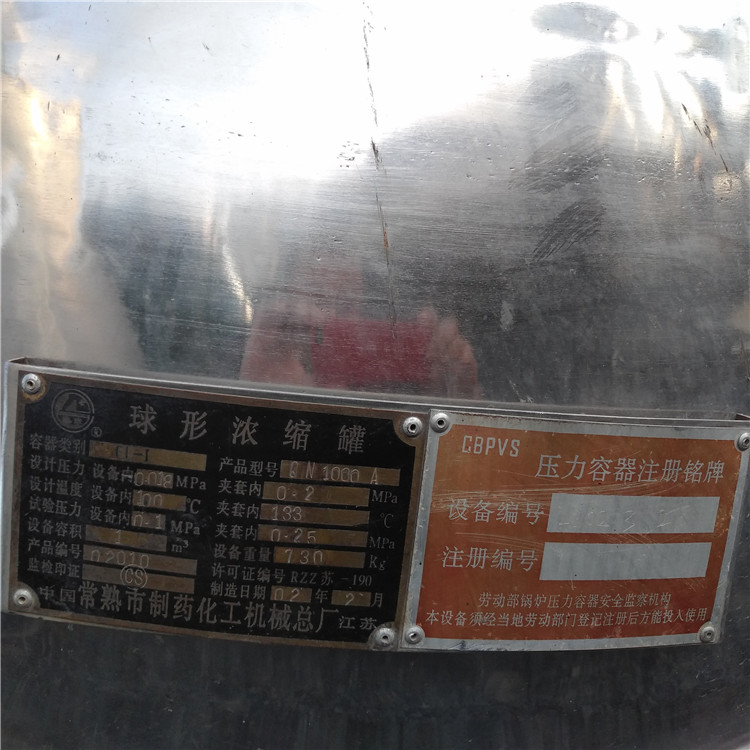 球形浓缩罐
容器类别 产品型号 QN1000A
设计压力 设备内 MPa 夹套内 0-2 MPa
设计温度 设备内 100 ℃ 夹套内 133 ℃
试验压力 设备内 0-1 MPa 夹套内 0-25 MPa
设备容积 1 m³ 设备重量 730 Kg
产品编号 02010 许可证编号 RZZ苏-190
监检印证 CS 制造日期 02 年 2 月
中国 常熟市制药化工机械总厂 江苏
CBPVS
压力容器注册铭牌
设备编号
注册编号
劳动部锅炉压力容器安全监察机构
本设备须经当地劳动部门登记注册后方能投入使用